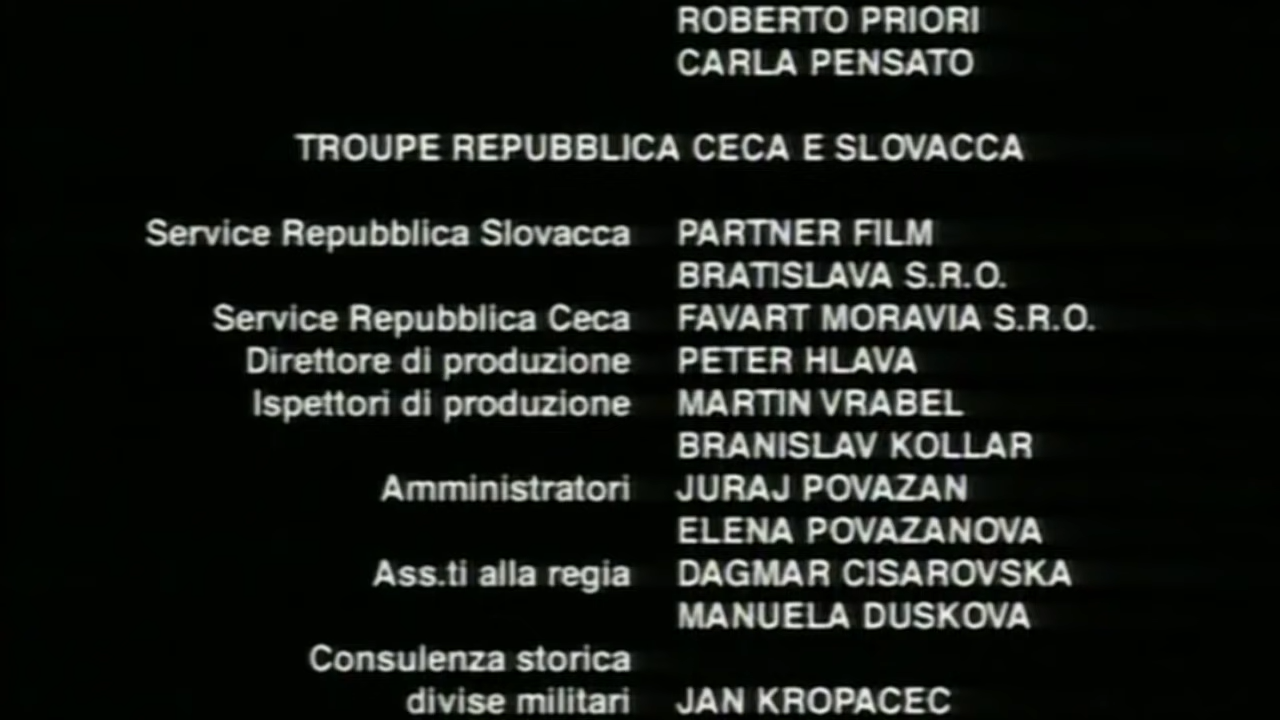 ROBERTO PRIORI
CARLA PENSATO
TROUPE REPUBBLICA CECA E SLOVACCA
Service Repubblica Slovacca PARTNER FILM
BRATISLAVA S.R.O.
Service Repubblica Ceca FAVART MORAVIA S.R.O.
Direttore di produzione PETER HLAVA
Ispettori di produzione MARTIN VRABEL
BRANISLAV KOLLAR
Amministratori JURAJ POVAZAN
ELENA POVAZANOVA
Ass.ti alla regia DAGMAR CISAROVSKA
MANUELA DUSKOVA
Consulenza storica
divise militari JAN KROPACEC